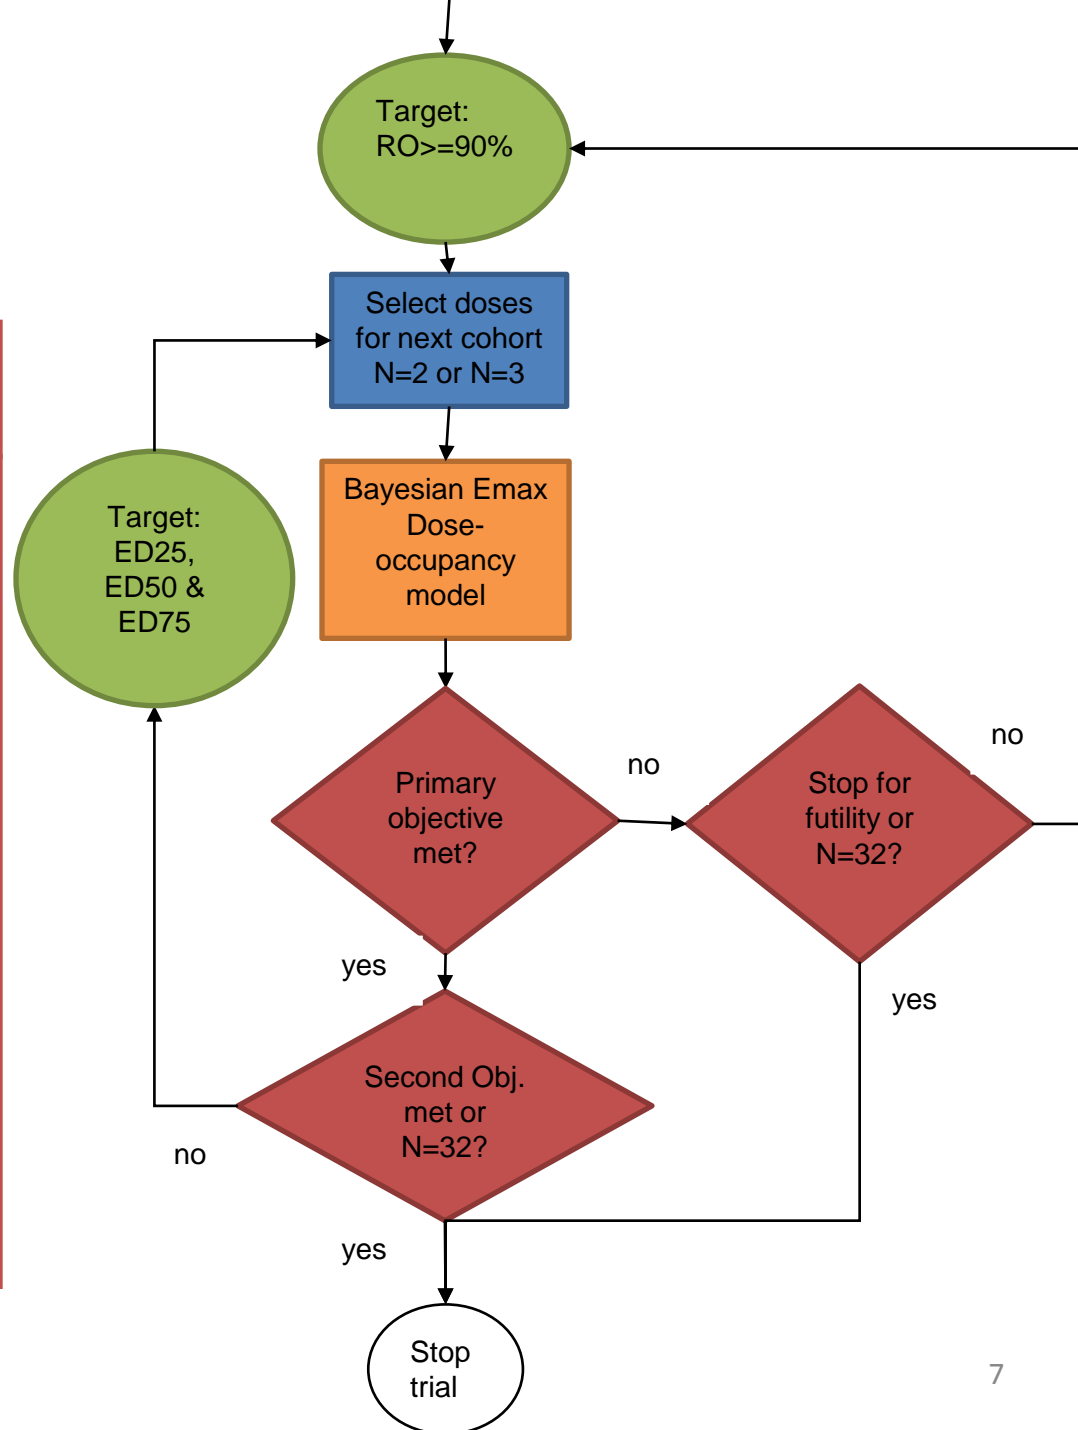 Target:
RO>=90%
Select doses
for next cohort
N=2 or N=3
Bayesian Emax
Dose-
occupancy
model
Target:
ED25,
ED50 &
ED75
Primary
objective
met?
no
Stop for
futility or
N=32?
no
yes
yes
Second Obj.
met or
N=32?
no
yes
Stop
trial
7